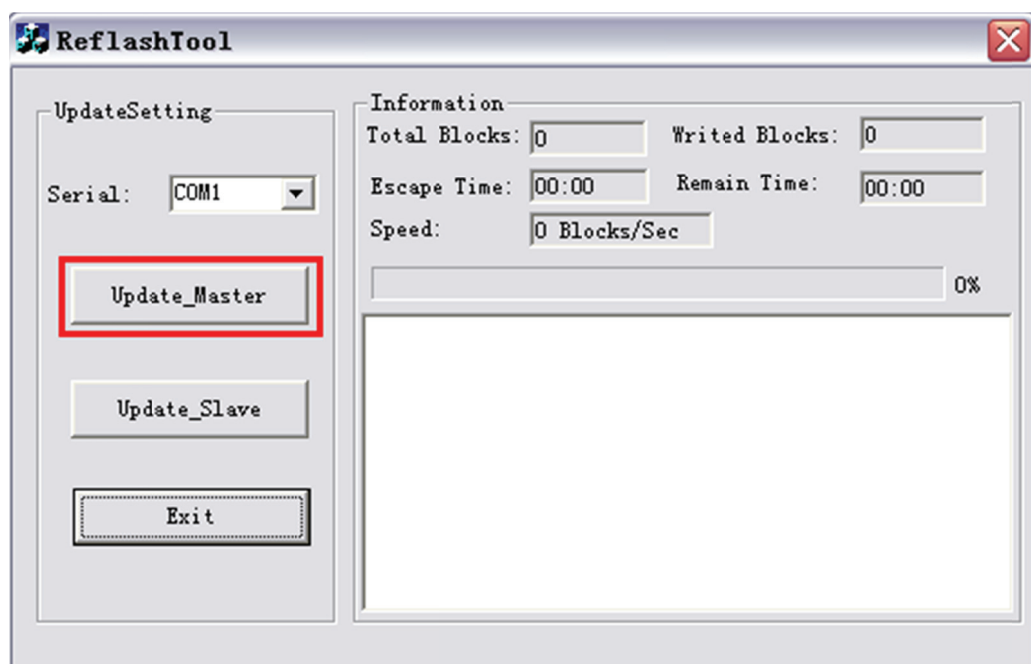 ReflashTool
UpdateSetting
Serial: COM1
Update_Master
Update_Slave
Exit
Information
Total Blocks: 0 Writed Blocks: 0
Escape Time: 00:00 Remain Time: 00:00
Speed: 0 Blocks/Sec
0%